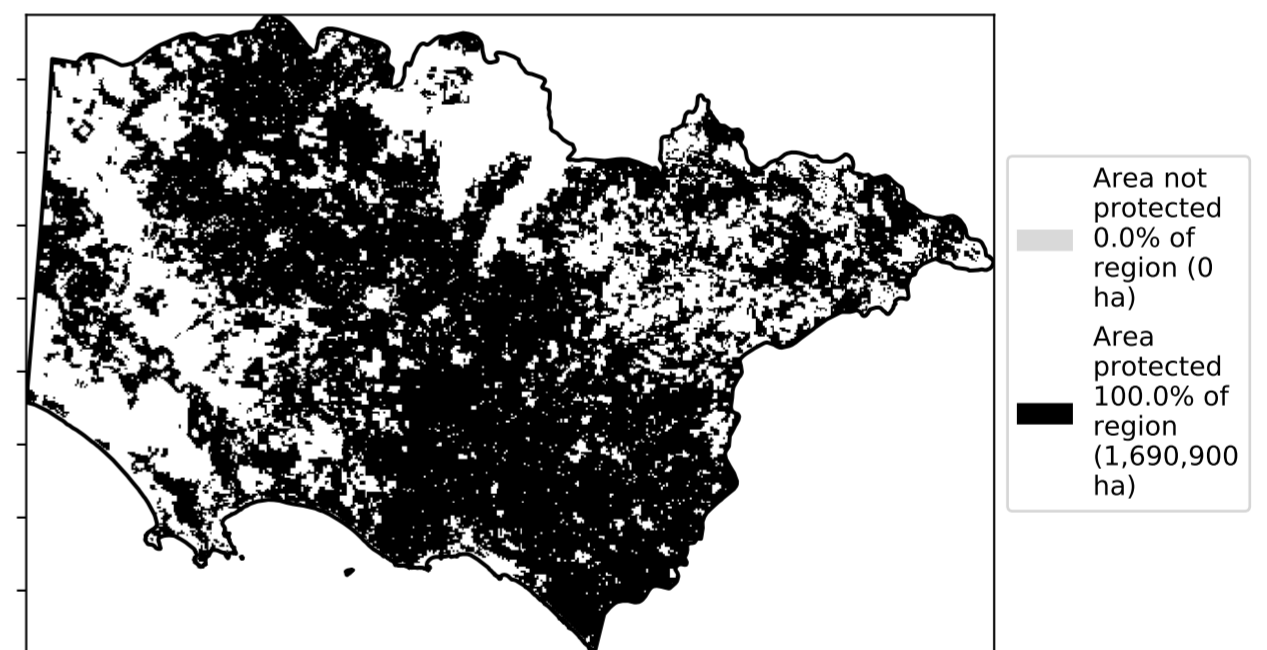 Area not
protected
0.0% of
region (0
ha)
Area
protected
100.0% of
region
(1,690,900
ha)